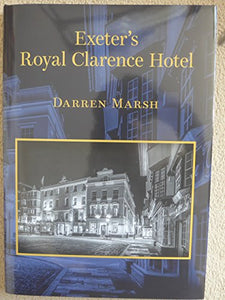 Exeter's
Royal Clarence Hotel
DARREN MARSH